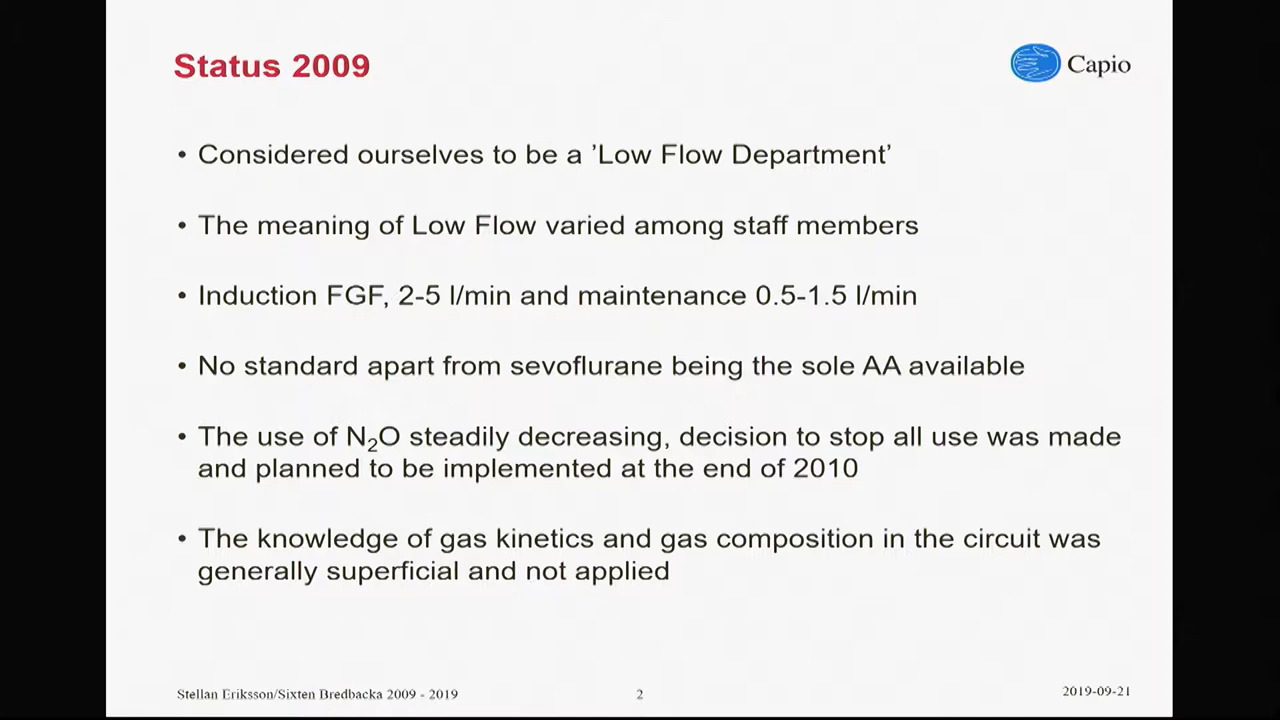 Status 2009
Capio
• Considered ourselves to be a ’Low Flow Department’
• The meaning of Low Flow varied among staff members
• Induction FGF, 2-5 l/min and maintenance 0.5-1.5 l/min
• No standard apart from sevoflurane being the sole AA available
• The use of N₂O steadily decreasing, decision to stop all use was made
and planned to be implemented at the end of 2010
• The knowledge of gas kinetics and gas composition in the circuit was
generally superficial and not applied
Stellan Eriksson/Sixten Bredbacka 2009 - 2019
2
2019-09-21